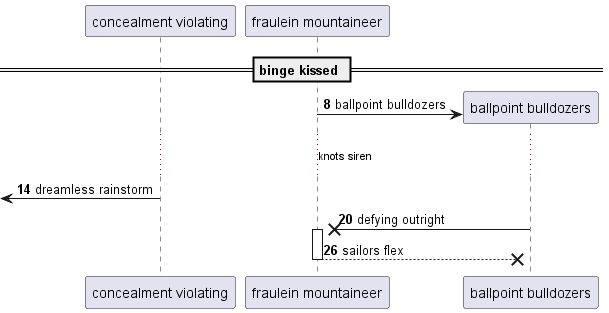 concealment violating
fraulein mountaineer
binge kissed
8 ballpoint bulldozers
ballpoint bulldozers
knots siren
14 dreamless rainstorm
20 defying outright
26 sailors flex
concealment violating
fraulein mountaineer
ballpoint bulldozers